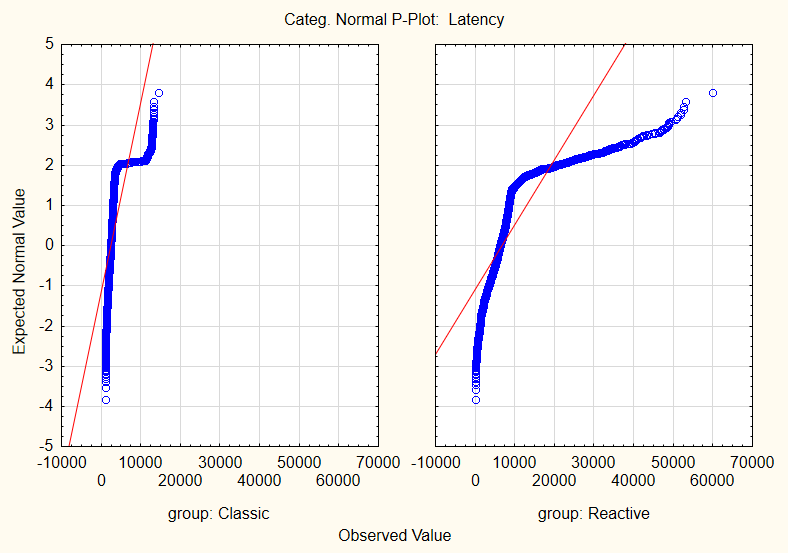 Categ. Normal P-Plot:  Latency
Expected Normal Value
5
4
3
2
1
0
-1
-2
-3
-4
-5
-10000 10000 30000 50000 70000 -10000 10000 30000 50000 70000
0 20000 40000 60000 0 20000 40000 60000
group: Classic group: Reactive
Observed Value